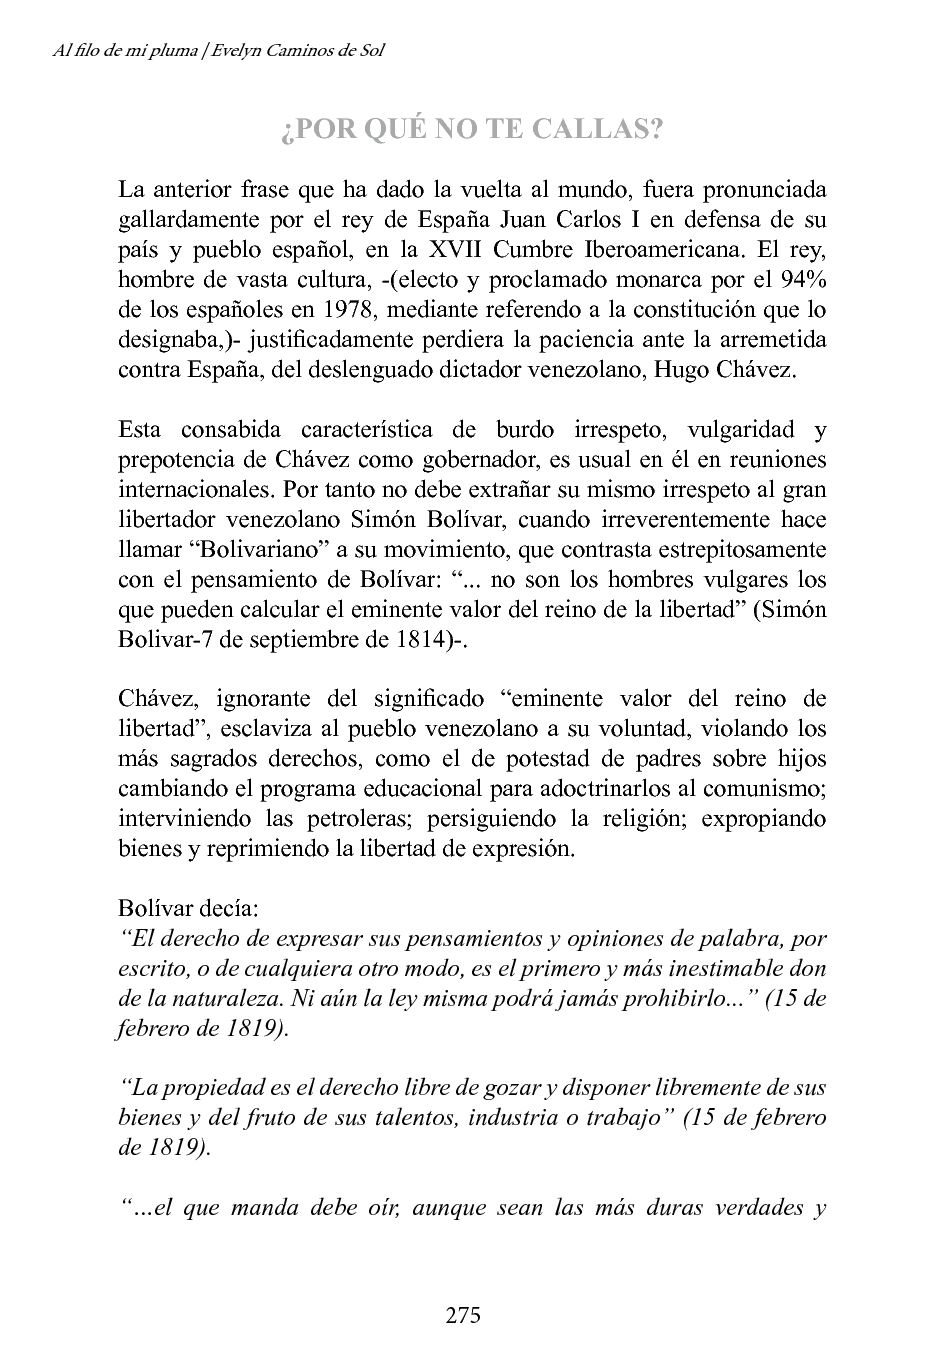 Al filo de mi pluma / Evelyn Caminos de Sol
¿POR QUÉ NO TE CALLAS?
La anterior frase que ha dado la vuelta al mundo, fuera pronunciada
gallardamente por el rey de España Juan Carlos I en defensa de su
país y pueblo español, en la XVII Cumbre Iberoamericana. El rey,
hombre de vasta cultura, -(electo y proclamado monarca por el 94%
de los españoles en 1978, mediante referendo a la constitución que lo
designaba,)- justificadamente perdiera la paciencia ante la arremetida
contra España, del deslenguado dictador venezolano, Hugo Chávez.
Esta consabida característica de burdo irrespeto, vulgaridad y
prepotencia de Chávez como gobernador, es usual en él en reuniones
internacionales. Por tanto no debe extrañar su mismo irrespeto al gran
libertador venezolano Simón Bolívar, cuando irreverentemente hace
llamar “Bolivariano” a su movimiento, que contrasta estrepitosamente
con el pensamiento de Bolívar: “... no son los hombres vulgares los
que pueden calcular el eminente valor del reino de la libertad” (Simón
Bolivar-7 de septiembre de 1814)-.
Chávez, ignorante del significado “eminente valor del reino de
libertad”, esclaviza al pueblo venezolano a su voluntad, violando los
más sagrados derechos, como el de potestad de padres sobre hijos
cambiando el programa educacional para adoctrinarlos al comunismo;
interviniendo las petroleras; persiguiendo la religión; expropiando
bienes y reprimiendo la libertad de expresión.
Bolívar decía:
“El derecho de expresar sus pensamientos y opiniones de palabra, por
escrito, o de cualquiera otro modo, es el primero y más inestimable don
de la naturaleza. Ni aún la ley misma podrá jamás prohibirlo...” (15 de
febrero de 1819).
“La propiedad es el derecho libre de gozar y disponer libremente de sus
bienes y del fruto de sus talentos, industria o trabajo” (15 de febrero
de 1819).
“…el que manda debe oír, aunque sean las más duras verdades y
275